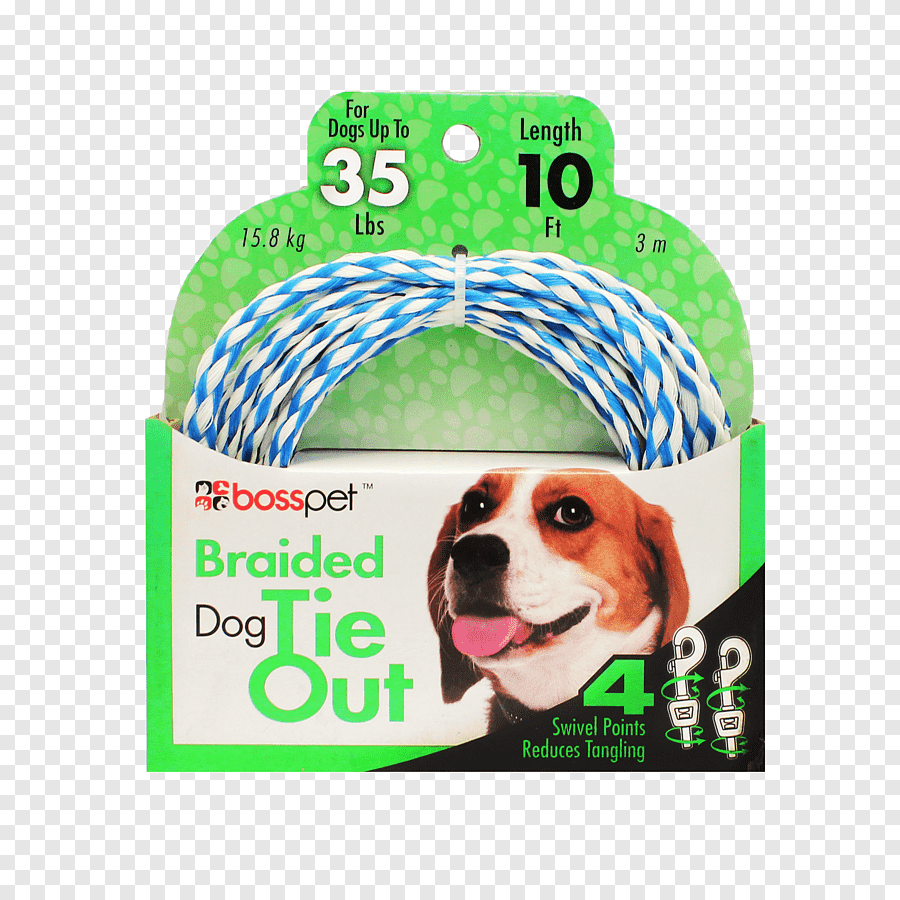 For
Dogs Up To
35
Lbs
15.8 kg
Length
10
Ft
3 m
bosspet™
Braided
Dog Tie
Out
4
Swivel Points
Reduces Tangling